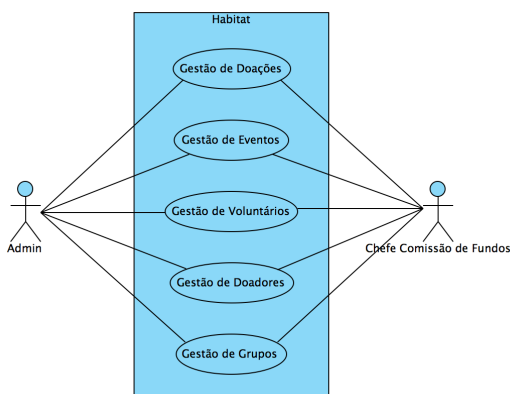 Habitat
Gestão de Doações
Gestão de Eventos
Gestão de Voluntários
Admin
Chefe Comissão de Fundos
Gestão de Doadores
Gestão de Grupos